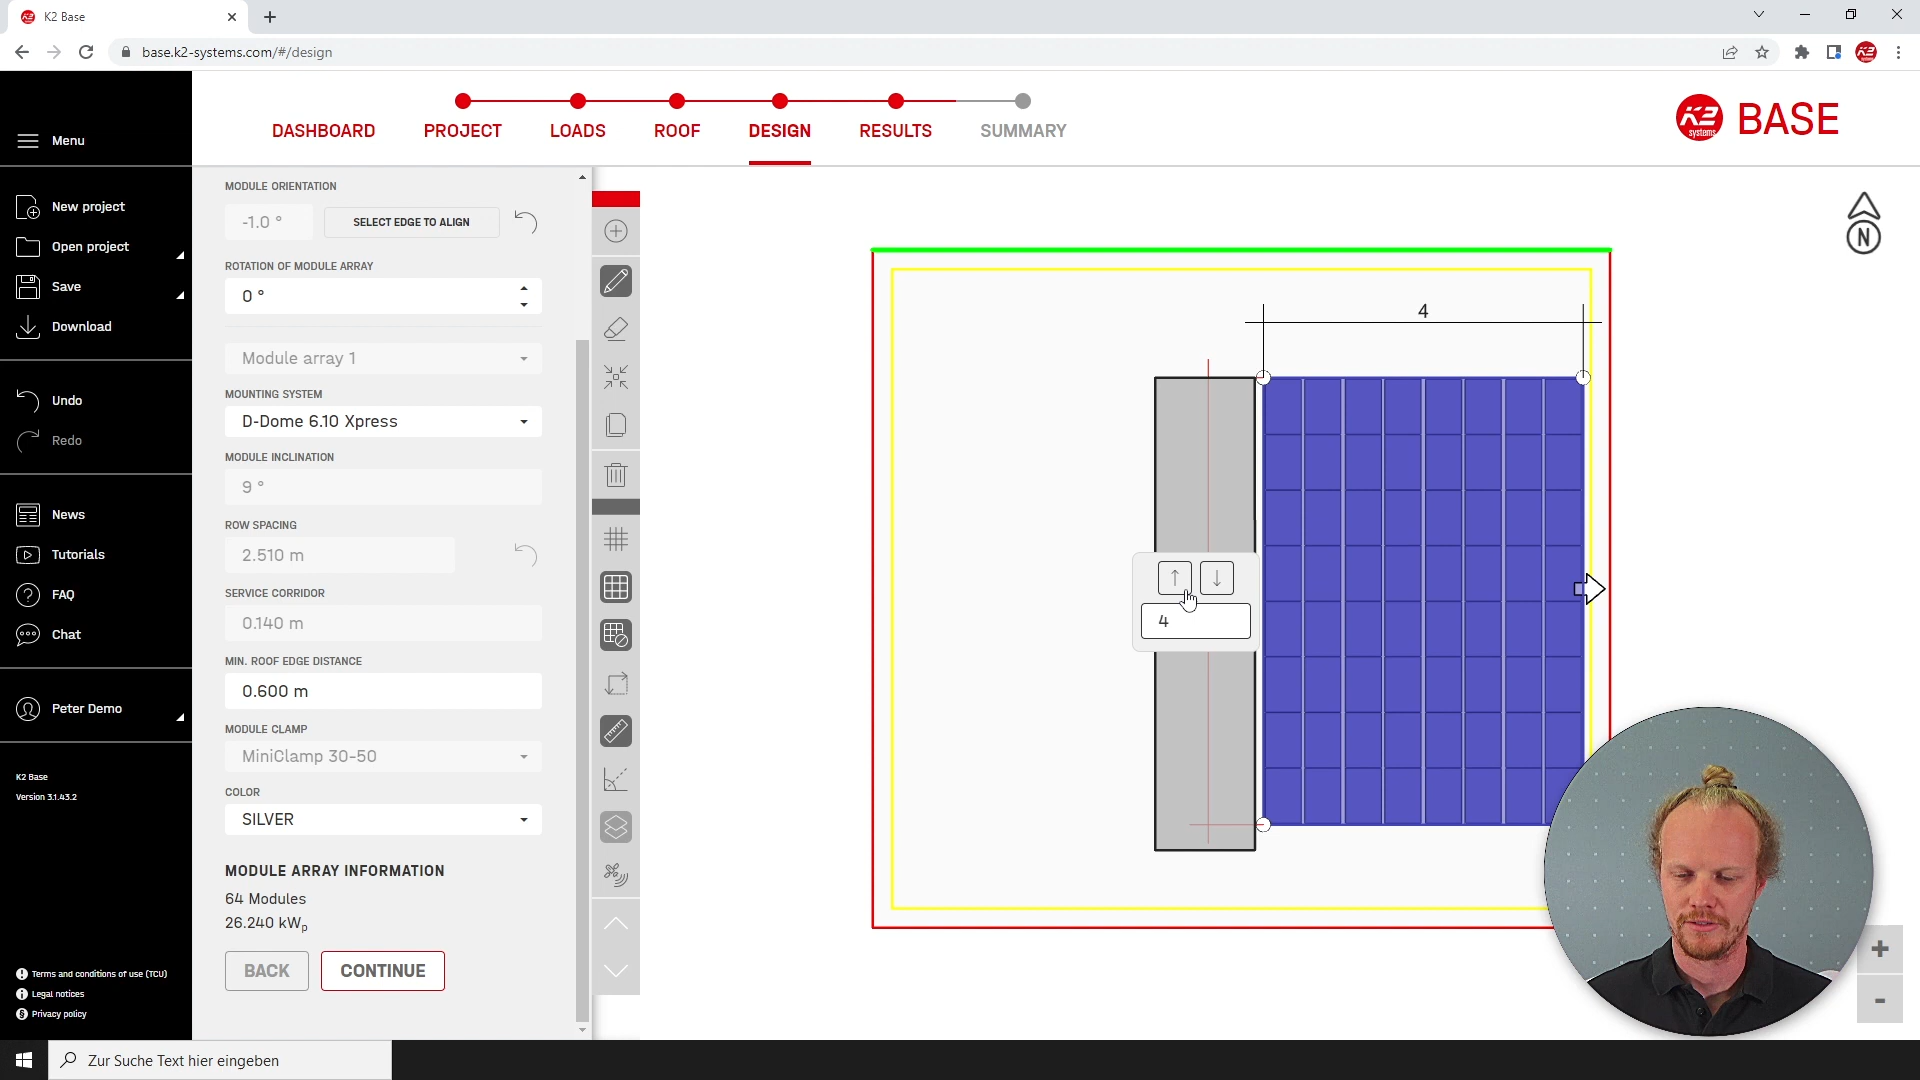 K2 Base
base.k2-systems.com/#/design
Menu
New project
Open project
Save
Download
Undo
Redo
News
Tutorials
FAQ
Chat
Peter Demo
K2 Base
Version 3.1.43.2
Terms and conditions of use (TCU)
Legal notices
Privacy policy
DASHBOARD
PROJECT
LOADS
ROOF
DESIGN
RESULTS
SUMMARY
K2 systems
BASE
MODULE ORIENTATION
-1.0 °
SELECT EDGE TO ALIGN
ROTATION OF MODULE ARRAY
0 °
Module array 1
MOUNTING SYSTEM
D-Dome 6.10 Xpress
MODULE INCLINATION
9 °
ROW SPACING
2.510 m
SERVICE CORRIDOR
0.140 m
MIN. ROOF EDGE DISTANCE
0.600 m
MODULE CLAMP
MiniClamp 30-50
COLOR
SILVER
MODULE ARRAY INFORMATION
64 Modules
26.240 kWp
BACK
CONTINUE
4
4
N
+
-
Zur Suche Text hier eingeben